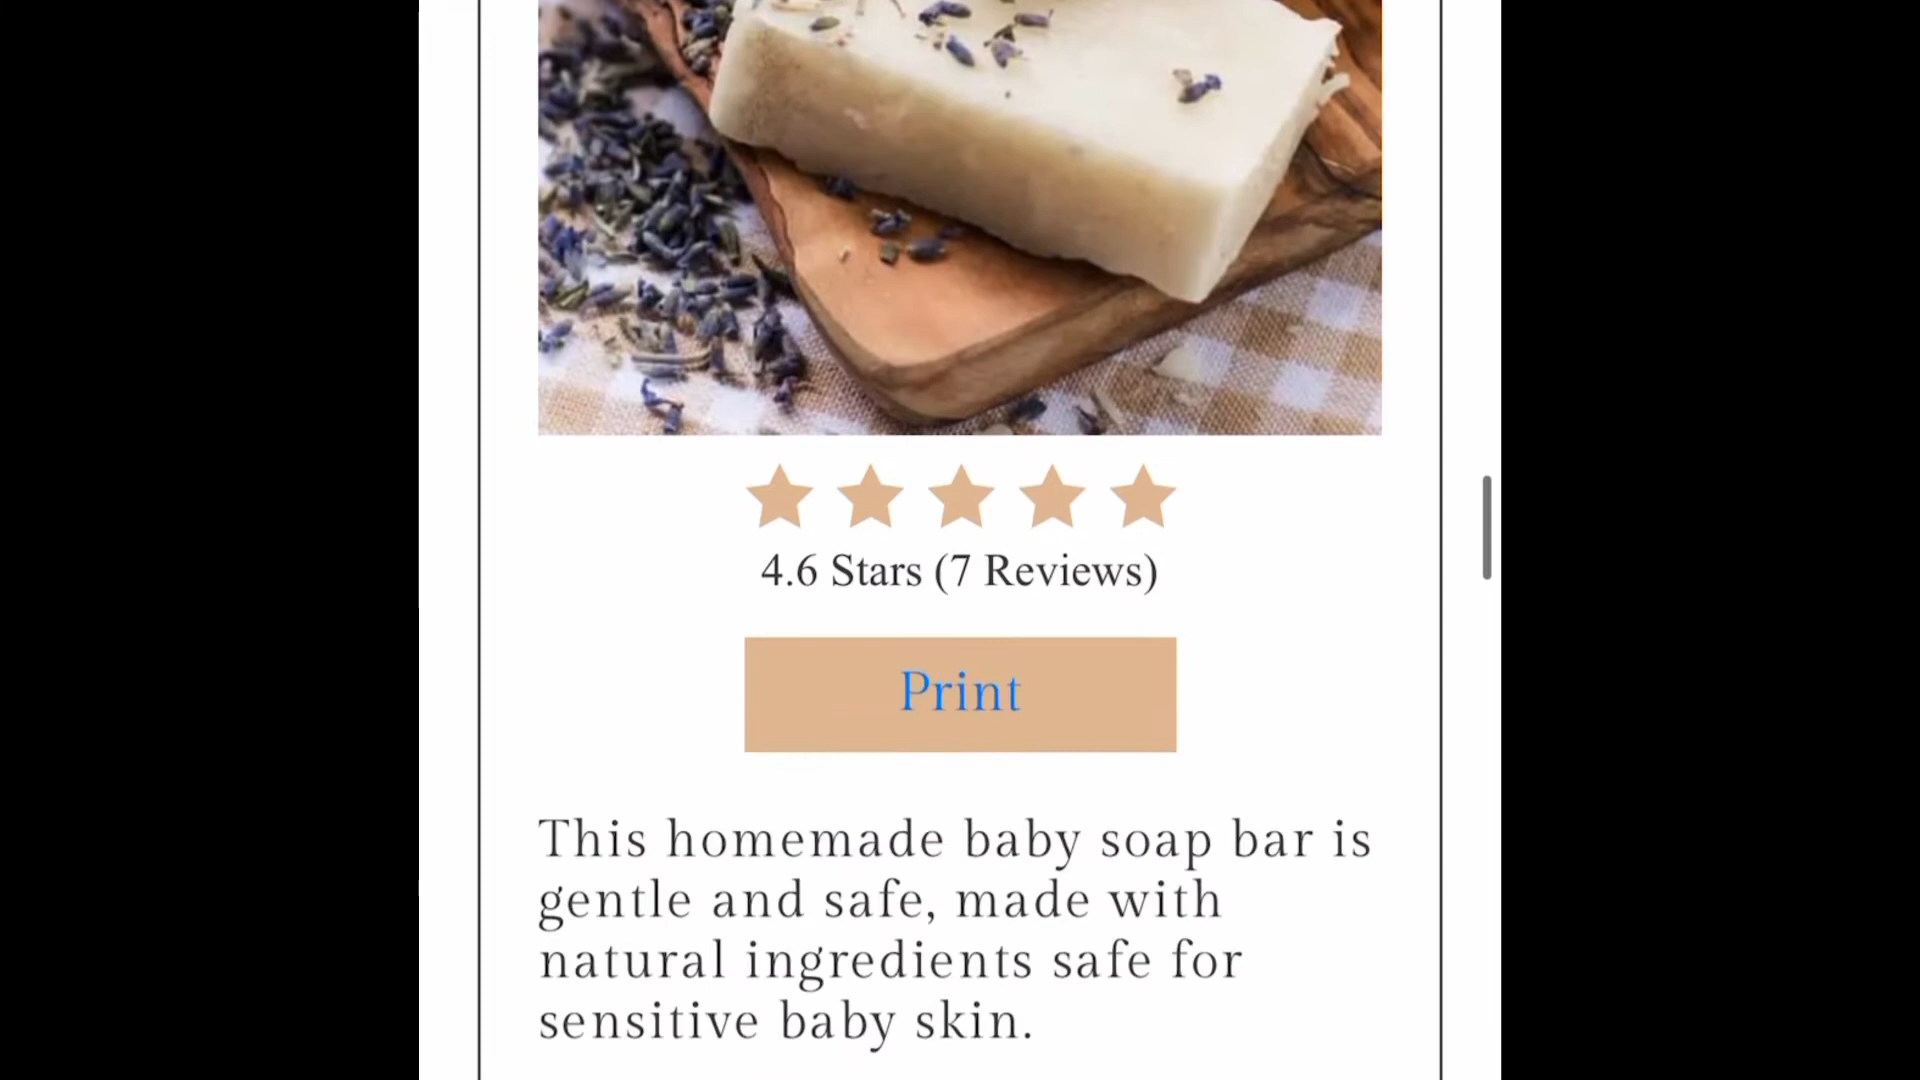 4.6 Stars (7 Reviews)
Print
This homemade baby soap bar is
gentle and safe, made with
natural ingredients safe for
sensitive baby skin.